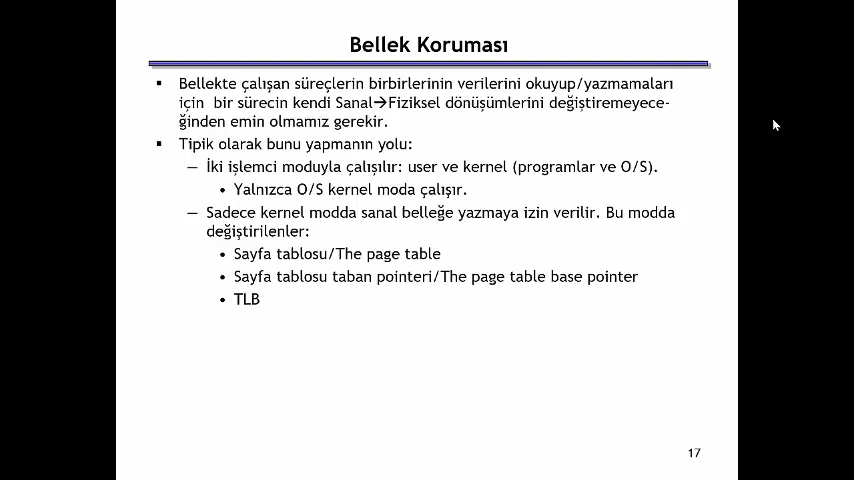 Bellek Koruması
▪ Bellekte çalışan süreçlerin birbirlerinin verilerini okuyup/yazmamaları
için bir sürecin kendi Sanal→Fiziksel dönüşümlerini değiştiremeyece-
ğinden emin olmamız gerekir.
▪ Tipik olarak bunu yapmanın yolu:
— İki işlemci moduyla çalışılır: user ve kernel (programlar ve O/S).
• Yalnızca O/S kernel moda çalışır.
— Sadece kernel modda sanal belleğe yazmaya izin verilir. Bu modda
değiştirilenler:
• Sayfa tablosu/The page table
• Sayfa tablosu taban pointeri/The page table base pointer
• TLB
17